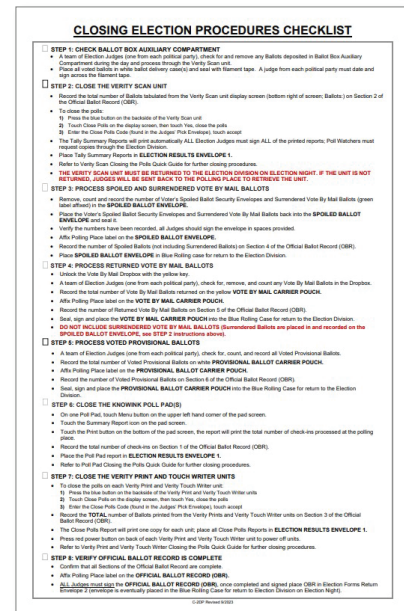 CLOSING ELECTION PROCEDURES CHECKLIST
STEP 1: CHECK BALLOT BOX AUXILIARY COMPARTMENT
• A team of Election Judges (one from each political party), check for and remove any Ballots deposited in Ballot Box Auxiliary
Compartment during the day and process through the Verity Scan unit.
• Place all voted ballots in white ballot delivery case(s) and seal with filament tape. A judge from each political party must date and
sign across the filament tape.
STEP 2: CLOSE THE VERITY SCAN UNIT
• Record the total number of Ballots tabulated from the Verity Scan unit display screen (bottom right of screen; Ballots:) on Section 2 of
the Official Ballot Record (OBR).
• To close the polls:
1) Press the blue button on the backside of the Verity Scan unit
2) Touch Close Polls on the display screen, then touch Yes, close the polls
3) Enter the Close Polls Code (found in the Judges' Pick Envelope), touch accept
• The Tally Summary Reports will print automatically ALL Election Judges must sign ALL of the printed reports; Poll Watchers must
request copies through the Election Division.
• Place Tally Summary Reports in ELECTION RESULTS ENVELOPE 1.
• Refer to Verity Scan Closing the Polls Quick Guide for further closing procedures.
• THE VERITY SCAN UNIT MUST BE RETURNED TO THE ELECTION DIVISION ON ELECTION NIGHT. IF THE UNIT IS NOT
RETURNED, JUDGES WILL BE SENT BACK TO THE POLLING PLACE TO RETRIEVE THE UNIT.
STEP 3: PROCESS SPOILED AND SURRENDERED VOTE BY MAIL BALLOTS
• Remove, count and record the number of Voter's Spoiled Ballot Security Envelopes and Surrendered Vote By Mail Ballots (green
label affixed) in the SPOILED BALLOT ENVELOPE.
• Place the Voter's Spoiled Ballot Security Envelopes and Surrendered Vote By Mail Ballots back into the SPOILED BALLOT
ENVELOPE and seal it.
• Verify the numbers have been recorded, all Judges should sign the envelope in spaces provided.
• Affix Polling Place label on the SPOILED BALLOT ENVELOPE.
• Record the number of Spoiled Ballots (not including Surrendered Ballots) on Section 4 of the Official Ballot Record (OBR).
• Place SPOILED BALLOT ENVELOPE in Blue Rolling case for return to the Election Division.
STEP 4: PROCESS RETURNED VOTE BY MAIL BALLOTS
• Unlock the Vote By Mail Dropbox with the yellow key.
• A team of Election Judges (one from each political party), check for, remove, and count any Vote By Mail Ballots in the Dropbox.
• Record the total number of Vote By Mail Ballots returned on the yellow VOTE BY MAIL CARRIER POUCH.
• Affix Polling Place label on the VOTE BY MAIL CARRIER POUCH.
• Record the number of Returned Vote By Mail Ballots on Section 5 of the Official Ballot Record (OBR).
• Seal, sign and place the VOTE BY MAIL CARRIER POUCH into the Blue Rolling Case for return to the Election Division.
• DO NOT INCLUDE SURRENDERED VOTE BY MAIL BALLOTS (Surrendered Ballots are placed in and recorded on the
SPOILED BALLOT ENVELOPE, see STEP 2 instructions above).
STEP 5: PROCESS VOTED PROVISIONAL BALLOTS
• A team of Election Judges (one from each political party), check for, count, and record all Voted Provisional Ballots.
• Record the total number of Voted Provisional Ballots on white PROVISIONAL BALLOT CARRIER POUCH.
• Affix Polling Place label on the PROVISIONAL BALLOT CARRIER POUCH.
• Record the number of Voted Provisional Ballots on Section 6 of the Official Ballot Record (OBR).
• Seal, sign and place the PROVISIONAL BALLOT CARRIER POUCH into the Blue Rolling Case for return to the Election
Division.
STEP 6: CLOSE THE KNOWINK POLL PAD(S)
• On one Poll Pad, touch Menu button on the upper left hand corner of the pad screen.
• Touch the Summary Report icon on the pad screen.
• Touch the Print button on the bottom of the pad screen, the report will print the total number of check-ins processed at the polling
place.
• Record the total number of check-ins on Section 1 of the Official Ballot Record (OBR).
• Place the Poll Pad report in ELECTION RESULTS ENVELOPE 1.
• Refer to Poll Pad Closing the Polls Quick Guide for further closing procedures.
STEP 7: CLOSE THE VERITY PRINT AND TOUCH WRITER UNITS
• To close the polls on each Verity Print and Verity Touch Writer unit:
1) Press the blue button on the backside of the Verity Print and Verity Touch Writer units
2) Touch Close Polls on the display screen, then touch Yes, close the polls
3) Enter the Close Polls Code (found in the Judges' Pick Envelope), touch accept
• Record the TOTAL number of Ballots printed from the Verity Prints and Verity Touch Writer units on Section 3 of the Official
Ballot Record (OBR).
• The Close Polls Report will print one copy for each unit; place all Close Polls Reports in ELECTION RESULTS ENVELOPE 1.
• Press red power button on back of each Verity Print and Verity Touch Writer unit to power off units.
• Refer to Verity Print and Verity Touch Writer Closing the Polls Quick Guide for further closing procedures.
STEP 8: VERIFY OFFICIAL BALLOT RECORD IS COMPLETE
• Confirm that all Sections of the Official Ballot Record are complete.
• Affix Polling Place label on the OFFICIAL BALLOT RECORD (OBR).
• ALL Judges must sign the OFFICIAL BALLOT RECORD (OBR), once completed and signed place OBR in Election Forms Return
Envelope 2 (envelope is eventually placed in the Blue Rolling Case for return to Election Division on Election Night).
C-ZOP Revised 9/2023